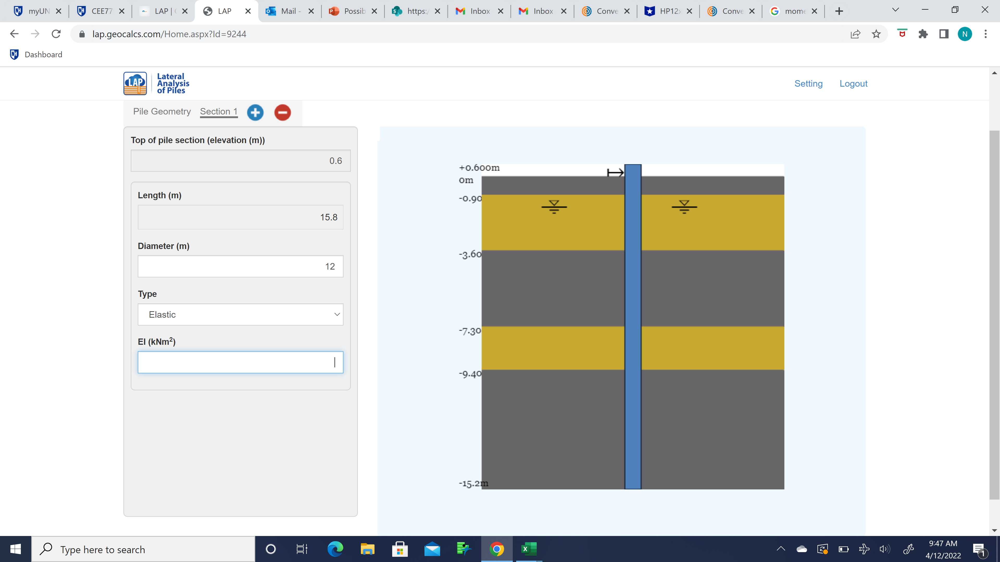 myUN
CEE77
LAP | (
LAP
Mail -
Possib
https:/
Inbox
Inbox
Conve
HP12x
Conve
mome
lap.geocalcs.com/Home.aspx?Id=9244
N
Dashboard
LAP
Lateral
Analysis
of Piles
Setting
Logout
Pile Geometry
Section 1
Top of pile section (elevation (m))
0.6
Length (m)
15.8
Diameter (m)
12
Type
Elastic
EI (kNm²)
+0.600m
0m
-0.90
-3.60
-7.30
-9.40
-15.2m
Type here to search
9:47 AM
4/12/2022
1